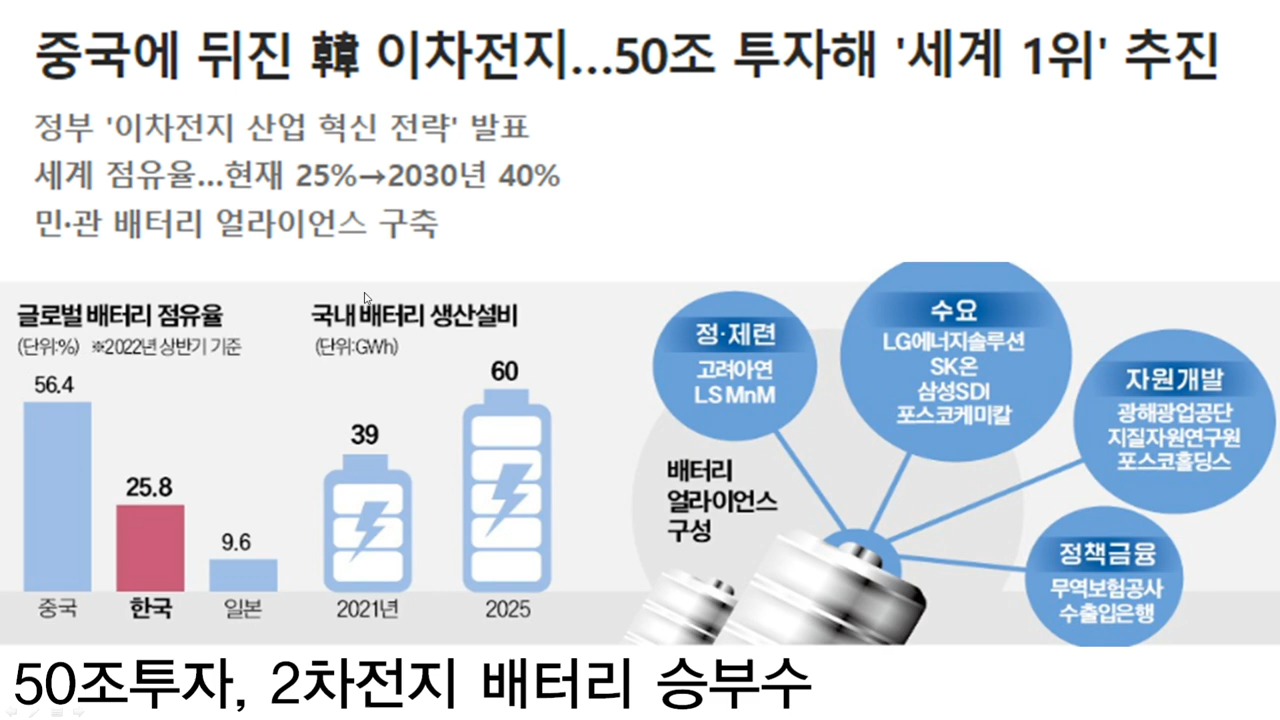 중국에 뒤진 韓 이차전지...50조 투자해 '세계 1위' 추진
정부 '이차전지 산업 혁신 전략' 발표
세계 점유율...현재 25%→2030년 40%
민·관 배터리 얼라이언스 구축
글로벌 배터리 점유율
(단위:%) ※2022년 상반기 기준
56.4
25.8
9.6
중국
한국
일본
국내 배터리 생산설비
(단위:GWh)
39
60
2021년
2025
배터리
얼라이언스
구성
정·제련
고려아연
LS MnM
수요
LG에너지솔루션
SK온
삼성SDI
포스코케미칼
자원개발
광해광업공단
지질자원연구원
포스코홀딩스
정책금융
무역보험공사
수출입은행
50조투자, 2차전지 배터리 승부수